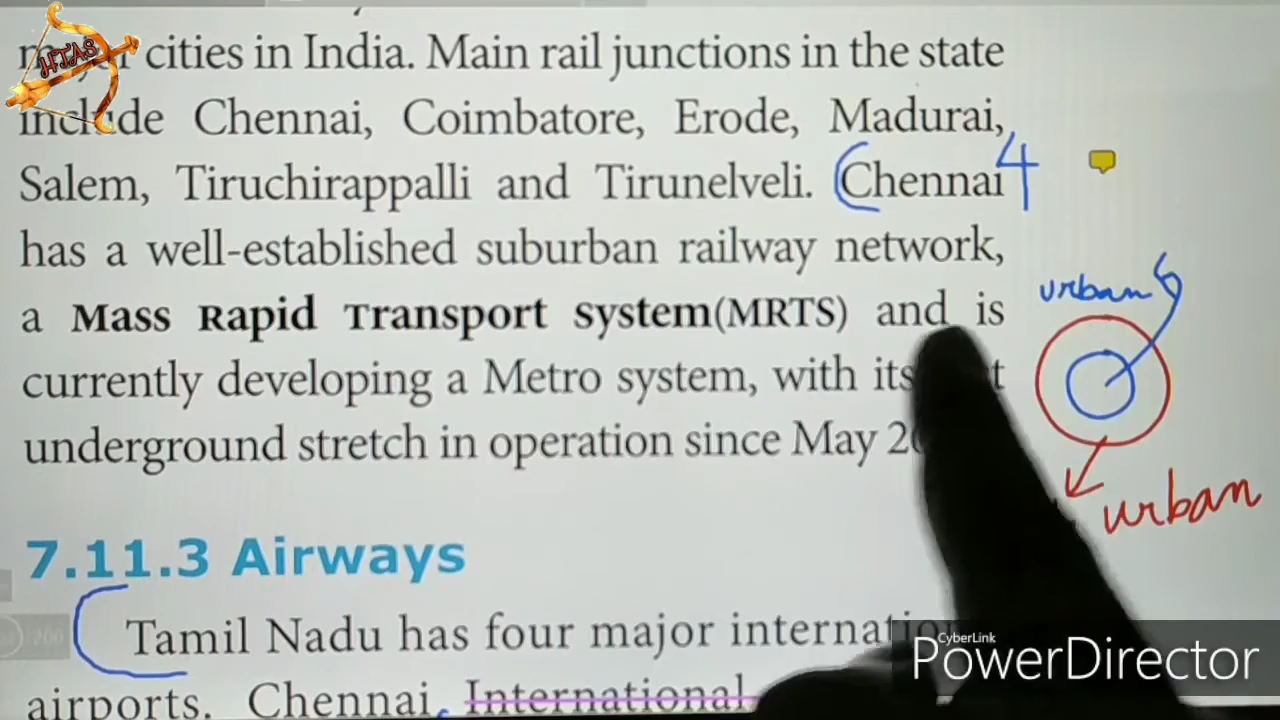 HTAS
cities in India. Main rail junctions in the state
include Chennai, Coimbatore, Erode, Madurai,
Salem, Tiruchirappalli and Tirunelveli. Chennai 4
has a well-established suburban railway network,
urban
a Mass Rapid Transport System(MRTS) and is
currently developing a Metro system, with its
underground stretch in operation since May
urban
7.11.3 Airways
Tamil Nadu has four major
airports. Chennai, International
CyberLink
PowerDirector